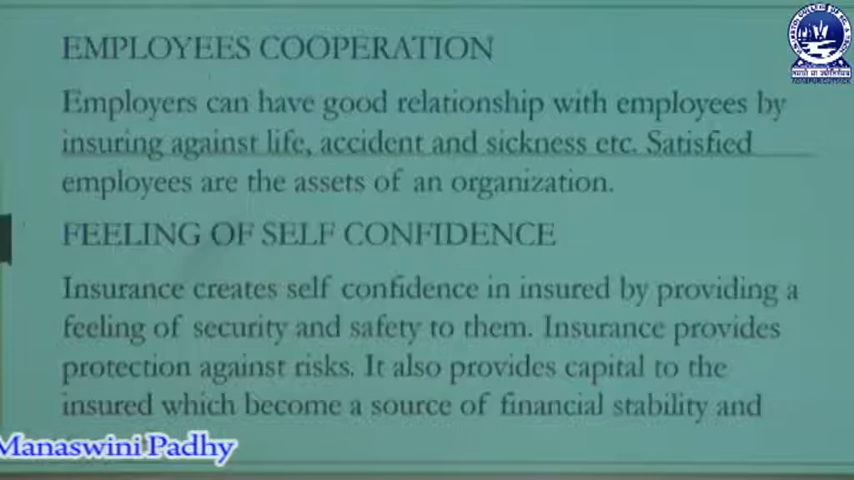 EMPLOYEES COOPERATION
Employers can have good relationship with employees by
insuring against life, accident and sickness etc. Satisfied
employees are the assets of an organization.
FEELING OF SELF CONFIDENCE
Insurance creates self confidence in insured by providing a
feeling of security and safety to them. Insurance provides
protection against risks. It also provides capital to the
insured which become a source of financial stability and
Manaswini Padhy